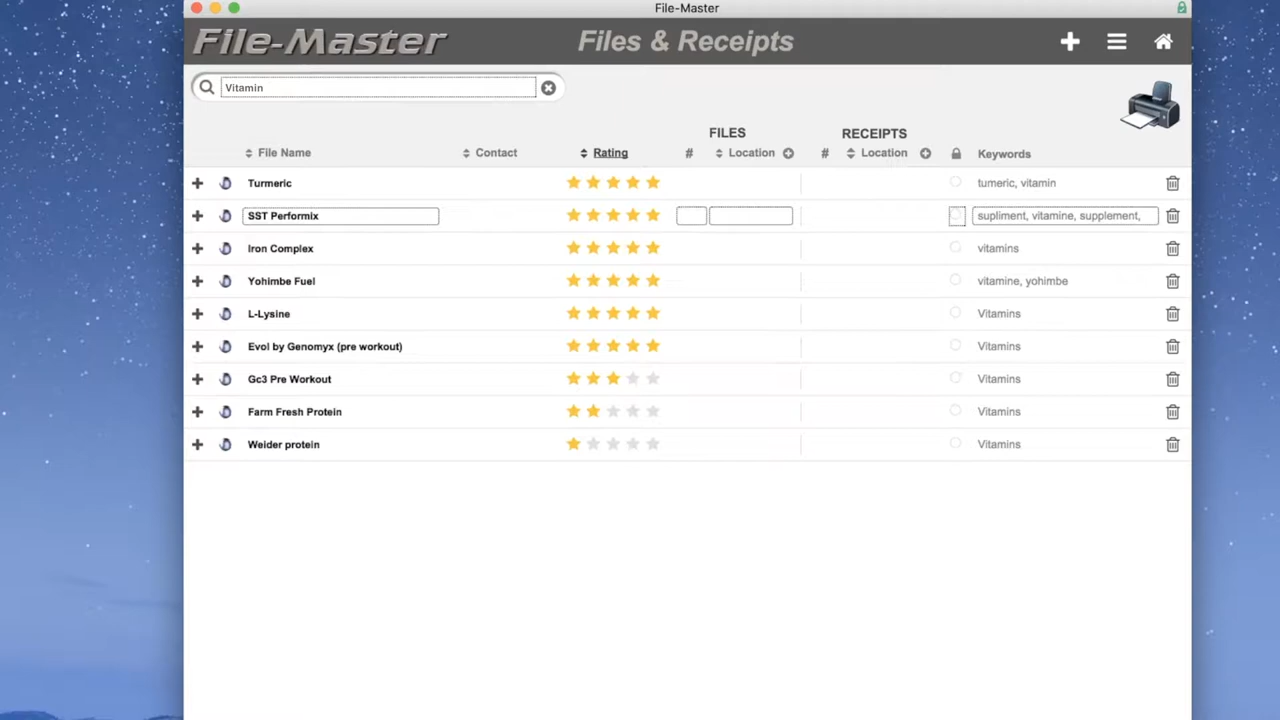 File-Master
File-Master
Files & Receipts
Vitamin
FILES
RECEIPTS
File Name Contact Rating # Location # Location Keywords
Turmeric tumeric, vitamin
SST Performix supliment, vitamine, supplement,
Iron Complex vitamins
Yohimbe Fuel vitamine, yohimbe
L-Lysine Vitamins
Evol by Genomyx (pre workout) Vitamins
Gc3 Pre Workout Vitamins
Farm Fresh Protein Vitamins
Weider protein Vitamins